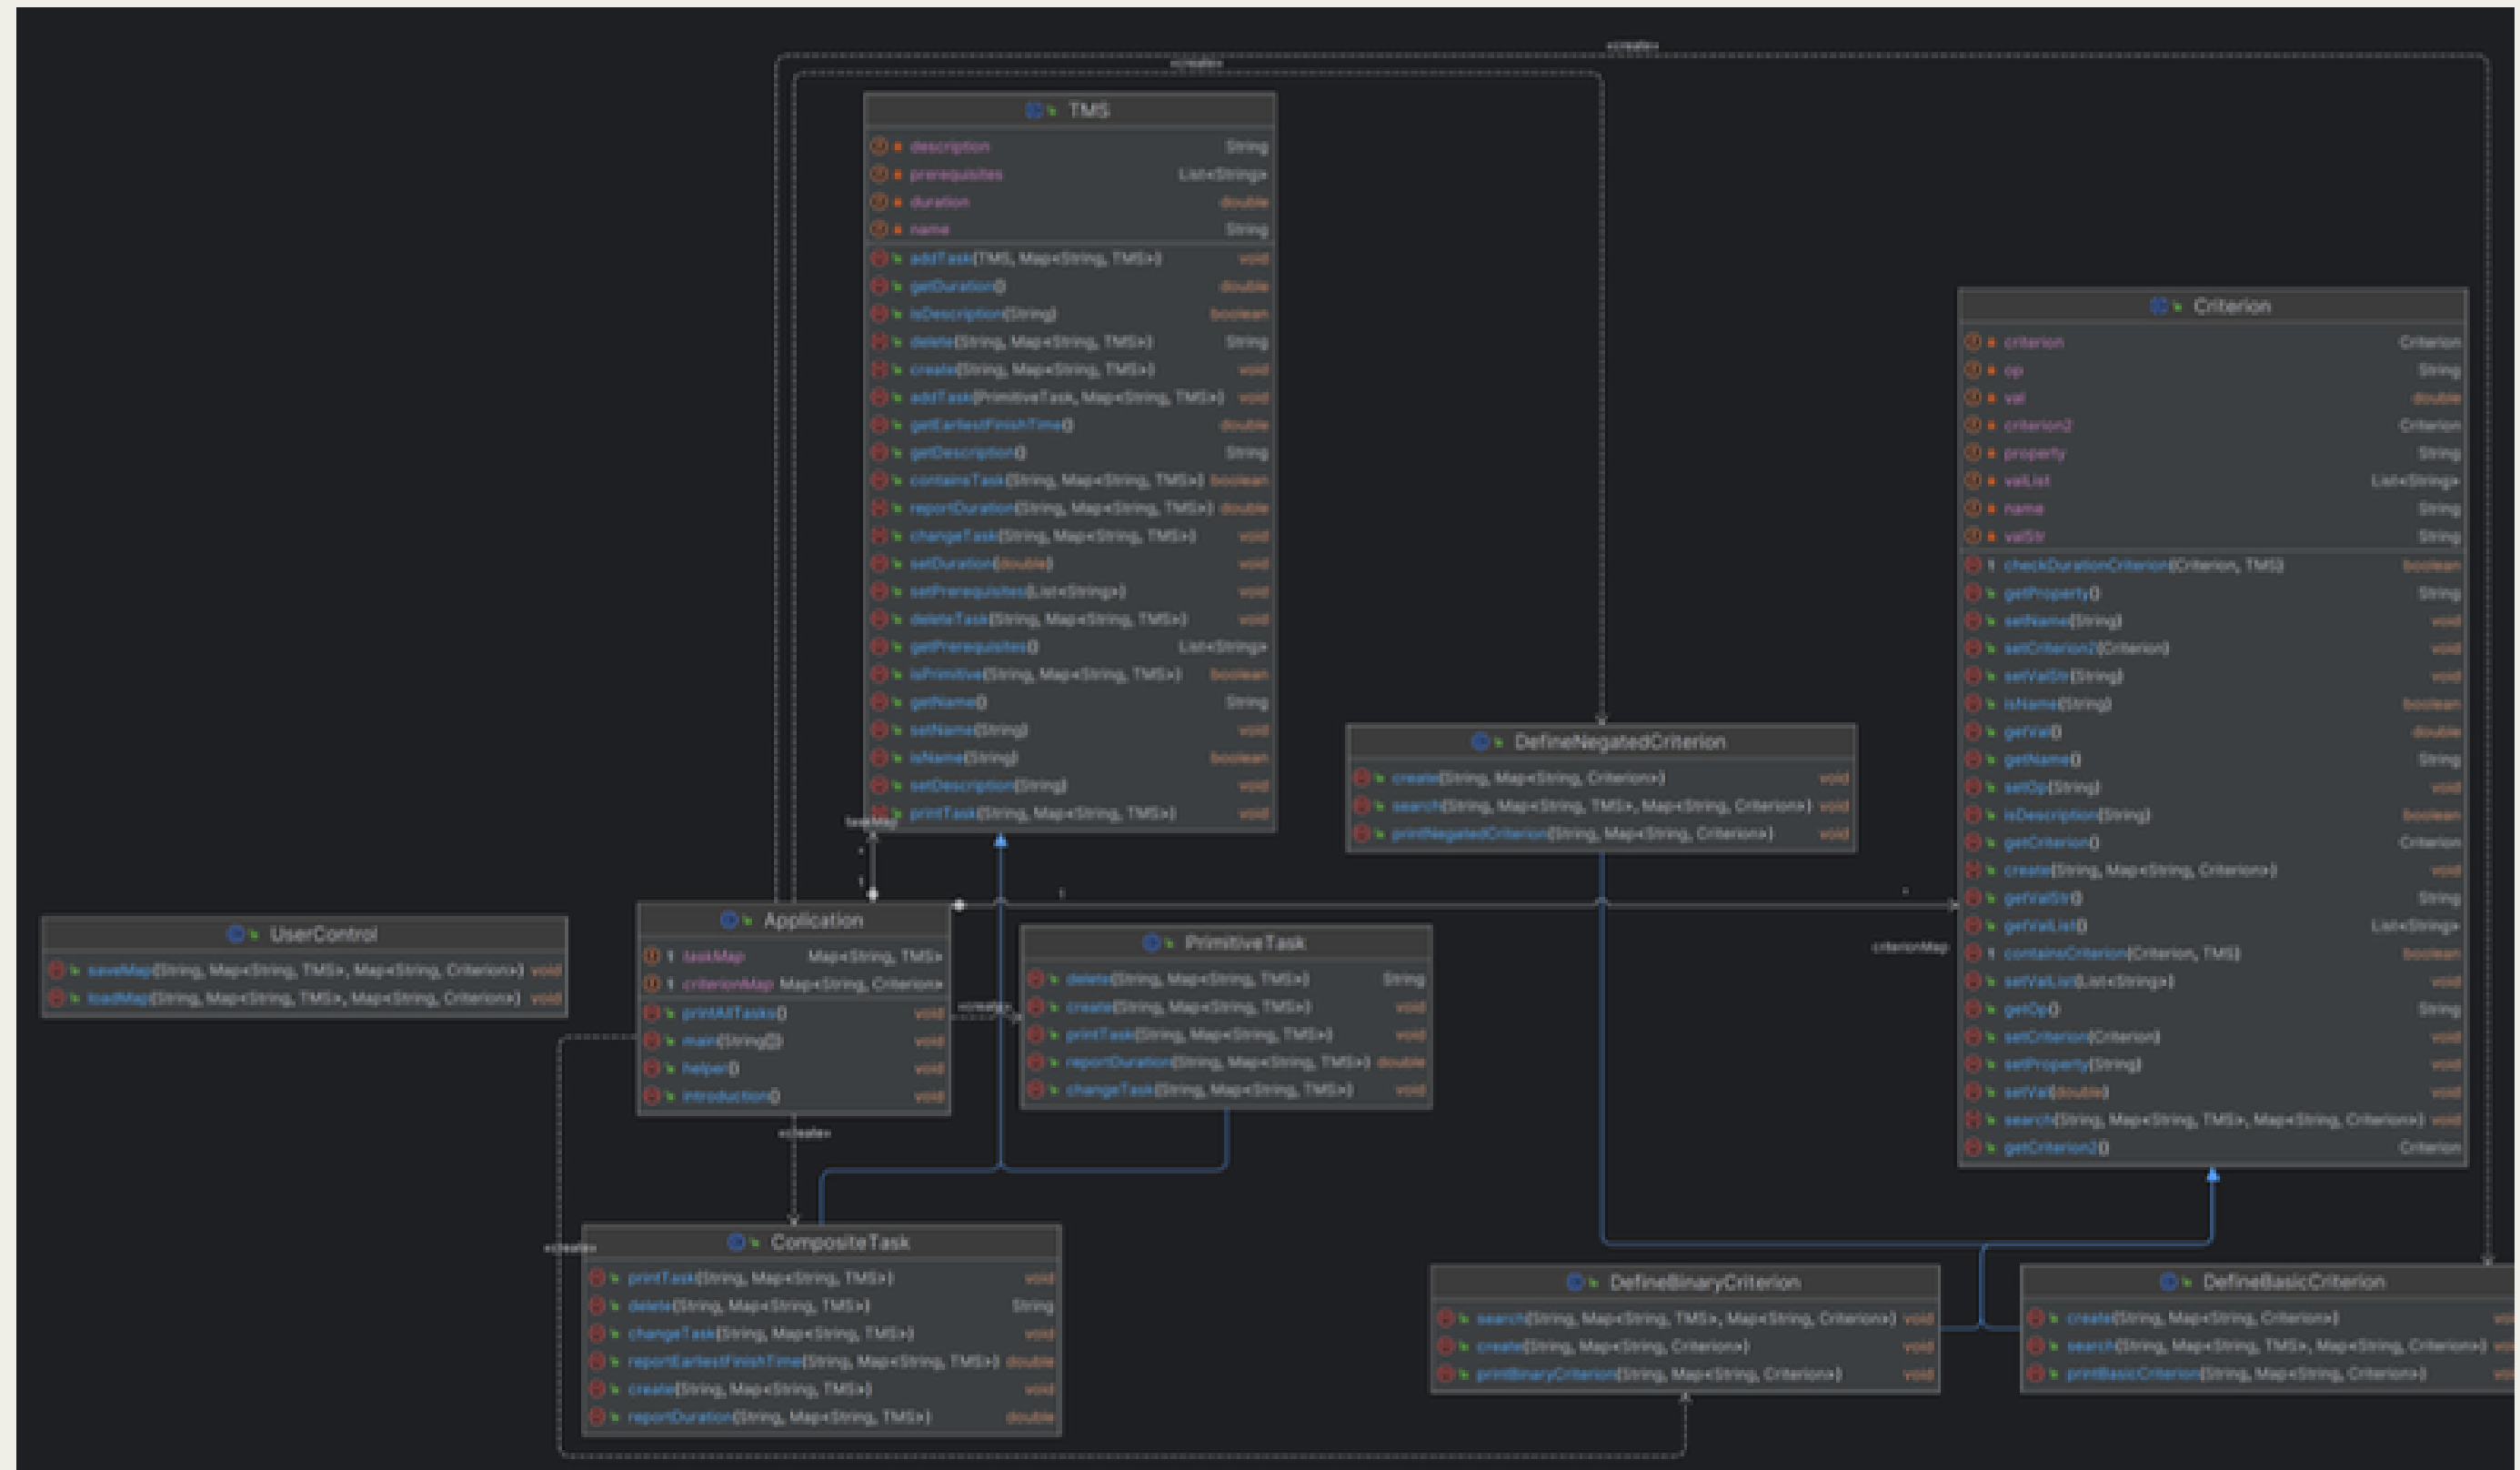 «create»
«create»
TMS
description String
prerequisites List<String>
duration double
name String
addTask(TMS, Map<String, TMS>) void
getDuration() double
isDescription(String) boolean
delete(String, Map<String, TMS>) String
create(String, Map<String, TMS>) void
addTask(PrimitiveTask, Map<String, TMS>) void
getEarliestFinishTime() double
getDescription() String
containsTask(String, Map<String, TMS>) boolean
reportDuration(String, Map<String, TMS>) double
changeTask(String, Map<String, TMS>) void
setDuration(double) void
setPrerequisites(List<String>) void
deleteTask(String, Map<String, TMS>) void
getPrerequisites() List<String>
isPrimitive(String, Map<String, TMS>) boolean
getName() String
setName(String) void
isName(String) boolean
setDescription(String) void
printTask(String, Map<String, TMS>) void
taskMap
1
Criterion
criterion Criterion
op String
val double
criterion2 Criterion
property String
valList List<String>
name String
valStr String
checkDurationCriterion(Criterion, TMS) boolean
getProperty() String
setName(String) void
setCriterion2(Criterion) void
setValStr(String) void
isName(String) boolean
getVal() double
getName() String
setOp(String) void
isDescription(String) boolean
getCriterion() Criterion
create(String, Map<String, Criterion>) void
getValStr() String
getValList() List<String>
containsCriterion(Criterion, TMS) boolean
setValList(List<String>) void
getOp() String
setCriterion(Criterion) void
setProperty(String) void
setVal(double) void
search(String, Map<String, TMS>, Map<String, Criterion>) void
getCriterion2() Criterion
DefineNegatedCriterion
create(String, Map<String, Criterion>) void
search(String, Map<String, TMS>, Map<String, Criterion>) void
printNegatedCriterion(String, Map<String, Criterion>) void
criterionMap
UserControl
saveMap(String, Map<String, TMS>, Map<String, Criterion>) void
loadMap(String, Map<String, TMS>, Map<String, Criterion>) void
Application
taskMap Map<String, TMS>
criterionMap Map<String, Criterion>
printAllTasks() void
main(String[]) void
helper() void
introduction() void
«create»
PrimitiveTask
delete(String, Map<String, TMS>) String
create(String, Map<String, TMS>) void
printTask(String, Map<String, TMS>) void
reportDuration(String, Map<String, TMS>) double
changeTask(String, Map<String, TMS>) void
«create»
«create»
CompositeTask
printTask(String, Map<String, TMS>) void
delete(String, Map<String, TMS>) String
changeTask(String, Map<String, TMS>) void
reportEarliestFinishTime(String, Map<String, TMS>) double
create(String, Map<String, TMS>) void
reportDuration(String, Map<String, TMS>) double
DefineBinaryCriterion
search(String, Map<String, TMS>, Map<String, Criterion>) void
create(String, Map<String, Criterion>) void
printBinaryCriterion(String, Map<String, Criterion>) void
DefineBasicCriterion
create(String, Map<String, Criterion>)
search(String, Map<String, TMS>, Map<String, Criterion>)
printBasicCriterion(String, Map<String, Criterion>)